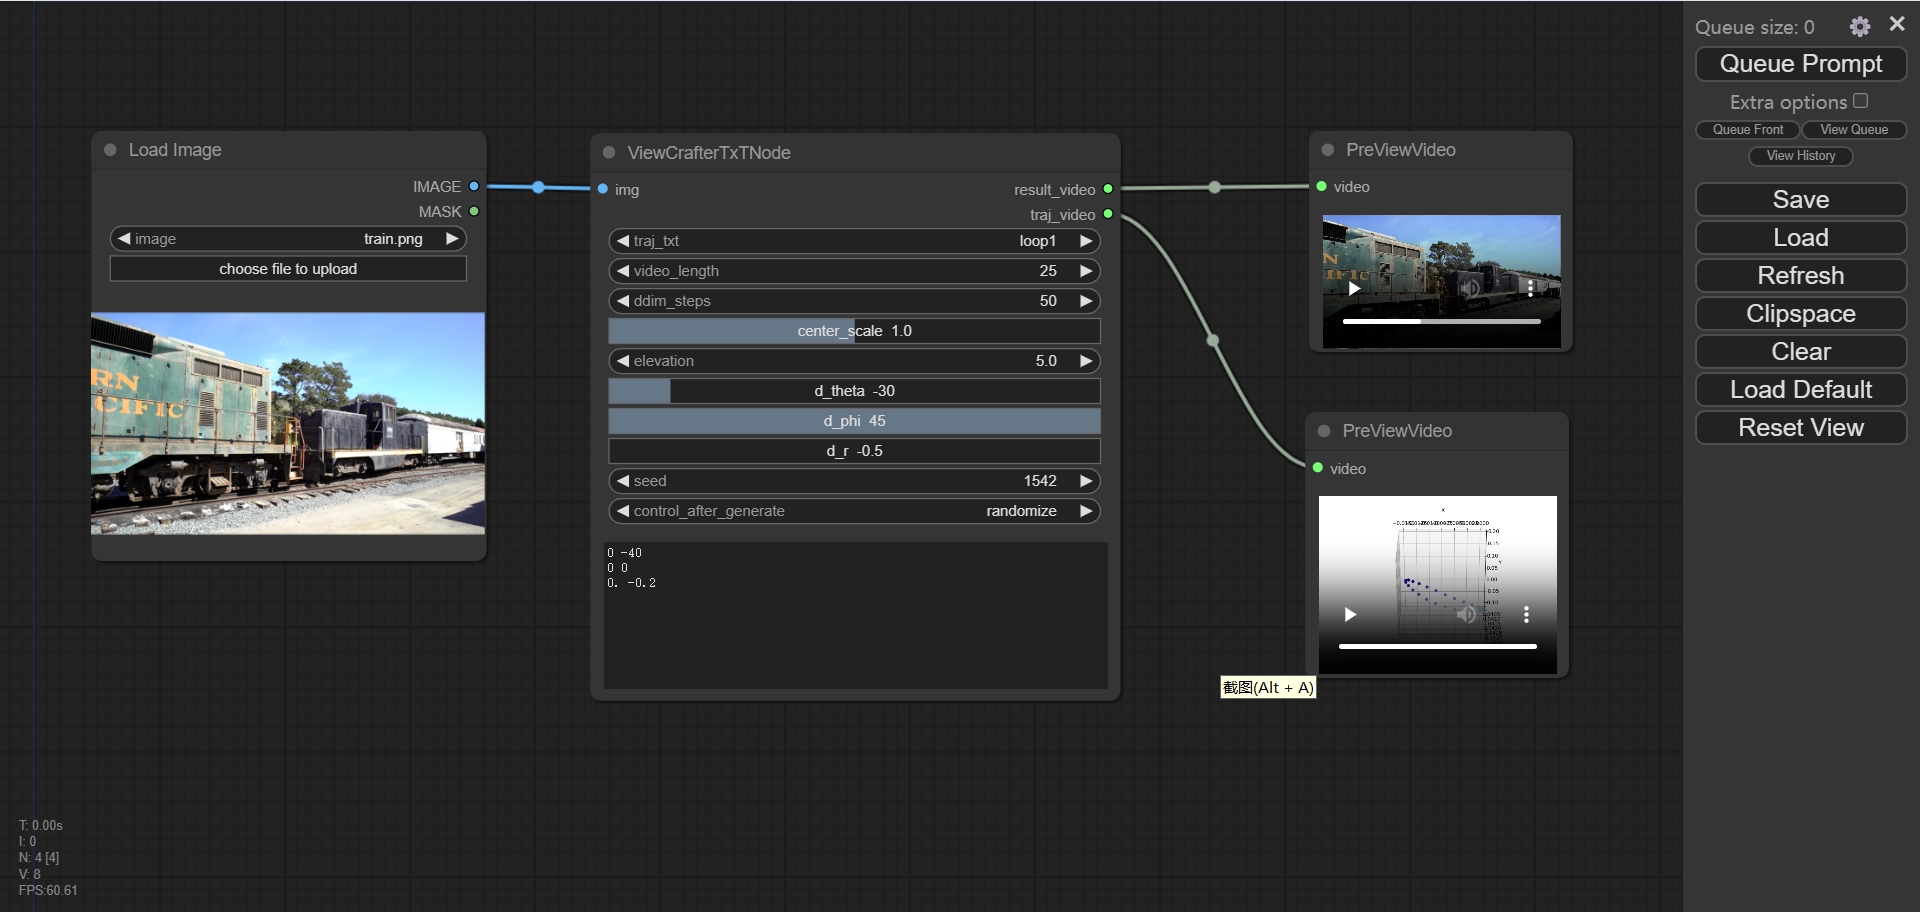 Load Image
IMAGE
MASK
image train.png
choose file to upload
RN
CIFIC
ViewCrafterTxTNode
img
result_video
traj_video
traj_txt loop1
video_length 25
ddim_steps 50
center_scale 1.0
elevation 5.0
d_theta -30
d_phi 45
d_r -0.5
seed 1542
control_after_generate randomize
0 -40
0 0
0. -0.2
PreViewVideo
video
PreViewVideo
video
截图(Alt + A)
Queue size: 0
Queue Prompt
Extra options
Queue Front
View Queue
View History
Save
Load
Refresh
Clipspace
Clear
Load Default
Reset View
T: 0.00s
I: 0
N: 4 [4]
V: 8
FPS:60.61